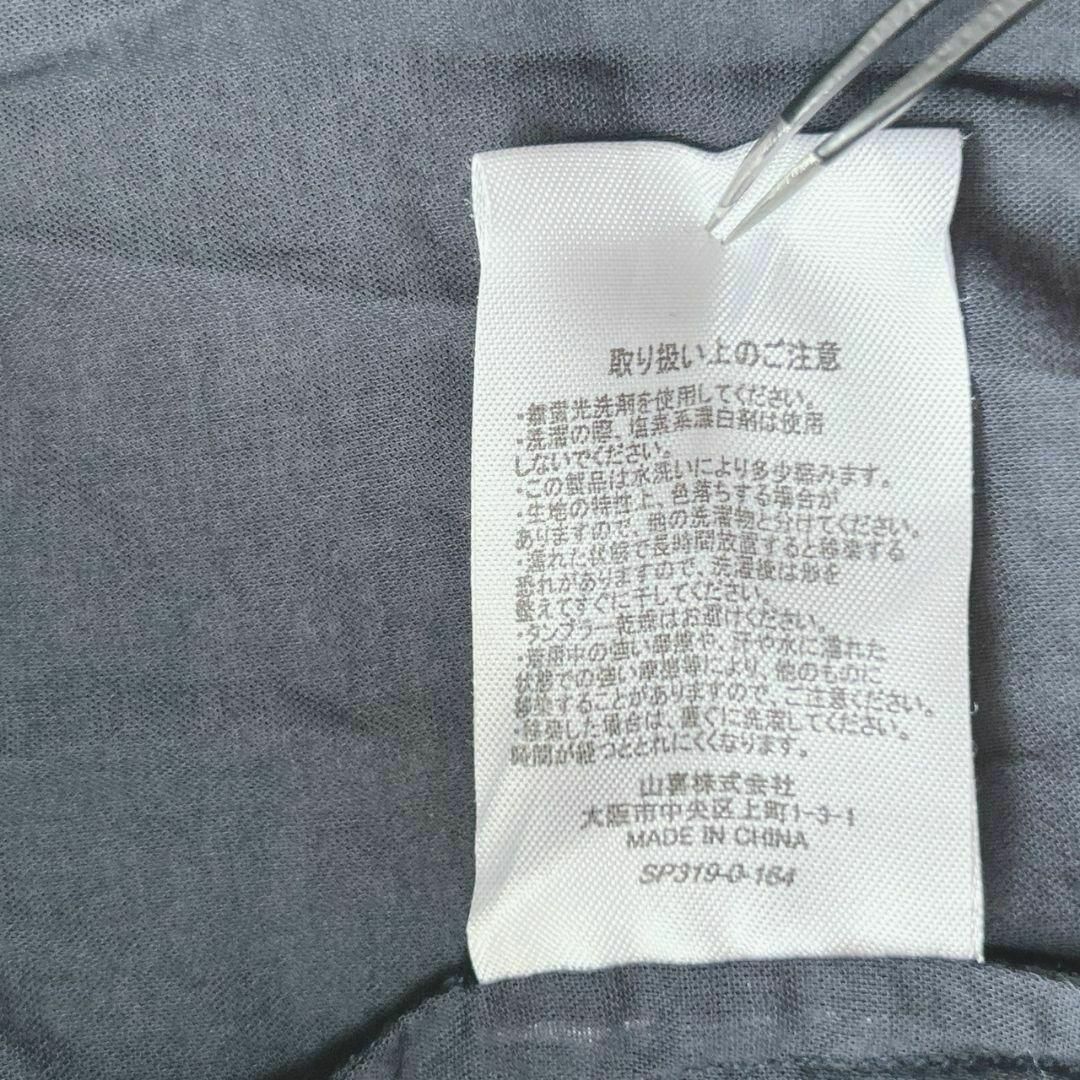 取り扱い上のご注意
・無蛍光洗剤を使用してください。
・洗濯の際、塩素系漂白剤は使用
しないでください。
・この製品は水洗いにより多少縮みます。
・生地の特性上、色落ちする場合が
ありますので、他の洗濯物と分けてください。
・濡れた状態で長時間放置すると移染する
恐れがありますので、洗濯後は形を
整えてすぐに干してください。
・タンブラー乾燥はお避けください。
・着用中の強い摩擦や、汗や水に濡れた
状態での強い摩擦等により、他のものに
移染することがありますので、ご注意ください。
・移染した場合は、直ぐに洗濯してください。
時間が経つととれにくくなります。
山喜株式会社
大阪市中央区上町1-3-1
MADE IN CHINA
SP319-0-164